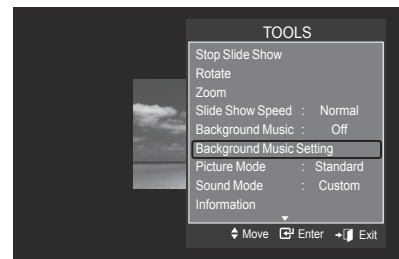 TOOLS
Stop Slide Show
Rotate
Zoom
Slide Show Speed : Normal
Background Music : Off
Background Music Setting
Picture Mode : Standard
Sound Mode : Custom
Information
Move Enter Exit